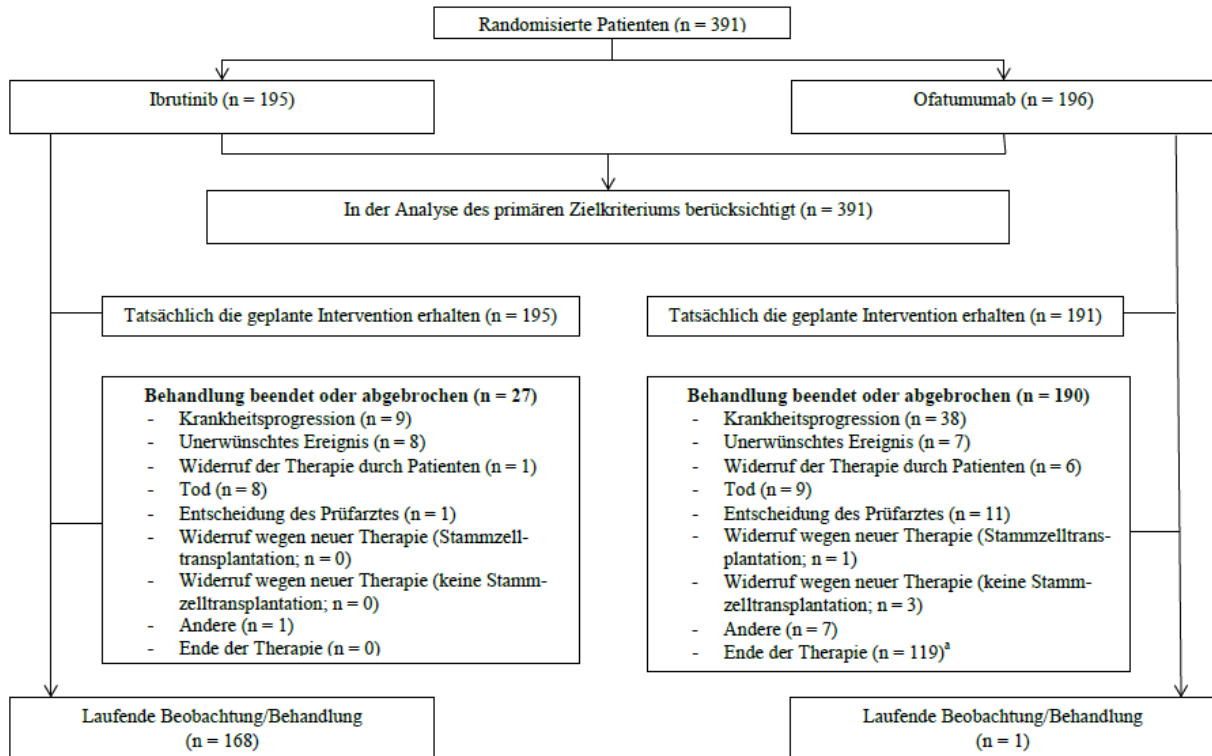 Randomisierte Patienten (n = 391)
Ibrutinib (n = 195)
Ofatumumab (n = 196)
In der Analyse des primären Zielkriteriums berücksichtigt (n = 391)
Tatsächlich die geplante Intervention erhalten (n = 195)
Tatsächlich die geplante Intervention erhalten (n = 191)
Behandlung beendet oder abgebrochen (n = 27)
- Krankheitsprogression (n = 9)
- Unerwünschtes Ereignis (n = 8)
- Widerruf der Therapie durch Patienten (n = 1)
- Tod (n = 8)
- Entscheidung des Prüfarztes (n = 1)
- Widerruf wegen neuer Therapie (Stammzell-
transplantation; n = 0)
- Widerruf wegen neuer Therapie (keine Stamm-
zelltransplantation; n = 0)
- Andere (n = 1)
- Ende der Therapie (n = 0)
Behandlung beendet oder abgebrochen (n = 190)
- Krankheitsprogression (n = 38)
- Unerwünschtes Ereignis (n = 7)
- Widerruf der Therapie durch Patienten (n = 6)
- Tod (n = 9)
- Entscheidung des Prüfarztes (n = 11)
- Widerruf wegen neuer Therapie (Stammzelltrans-
plantation; n = 1)
- Widerruf wegen neuer Therapie (keine Stamm-
zelltransplantation; n = 3)
- Andere (n = 7)
- Ende der Therapie (n = 119)ᵃ
Laufende Beobachtung/Behandlung
(n = 168)
Laufende Beobachtung/Behandlung
(n = 1)